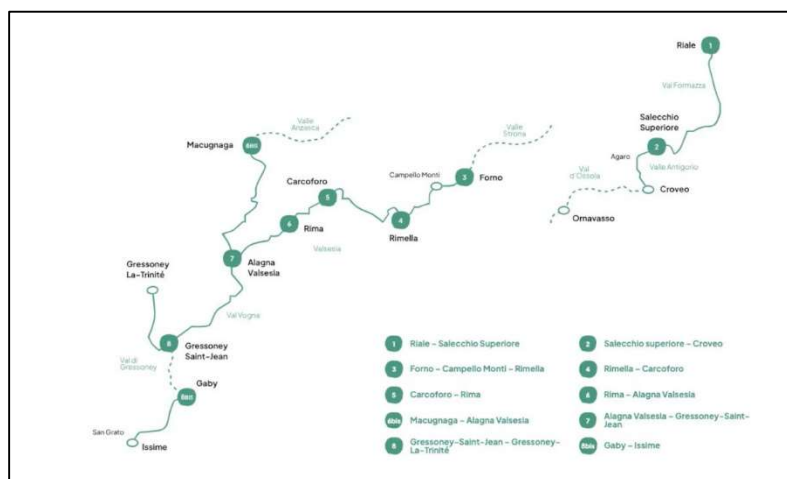 Riale
1
Val Formazza
Salecchio
Superiore
2
Agaro
Valle Antigorio
Croveo
Val
d'Ossola
Ornavasso
Valle
Anzasca
Macugnaga
6bis
Valle
Strona
Campello Monti
3
Forno
Carcoforo
5
4
Rimella
6
Rima
Valsesia
7
Alagna
Valsesia
Gressoney
La-Trinité
Val Vogna
8
Gressoney
Saint-Jean
Val di
Gressoney
Gaby
8bis
San Grato
Issime
1 Riale – Salecchio Superiore
2 Salecchio superiore – Croveo
3 Forno – Campello Monti – Rimella
4 Rimella – Carcoforo
5 Carcoforo – Rima
6 Rima – Alagna Valsesia
6bis Macugnaga – Alagna Valsesia
7 Alagna Valsesia – Gressoney-Saint-
Jean
8 Gressoney-Saint-Jean – Gressoney-
La-Trinité
8bis Gaby – Issime